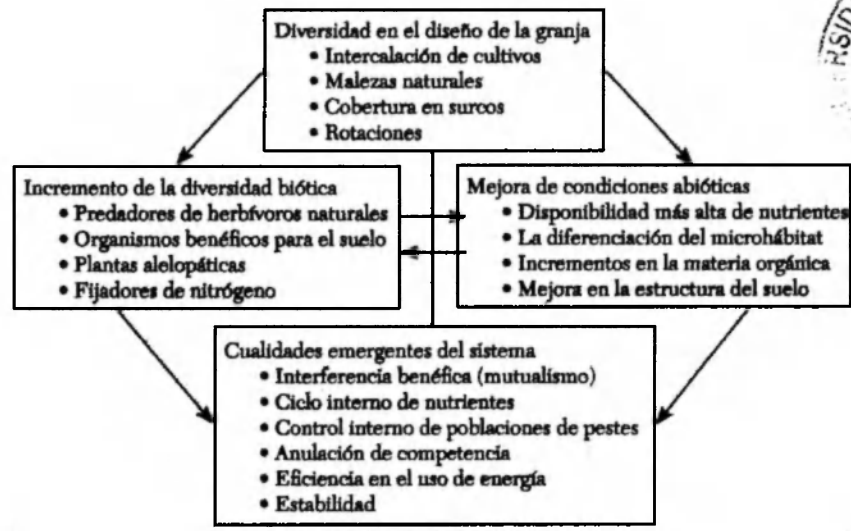 Diversidad en el diseño de la granja
• Intercalación de cultivos
• Malezas naturales
• Cobertura en surcos
• Rotaciones
Incremento de la diversidad biótica
• Predadores de herbívoros naturales
• Organismos benéficos para el suelo
• Plantas alelopáticas
• Fijadores de nitrógeno
Mejora de condiciones abióticas
• Disponibilidad más alta de nutrientes
• La diferenciación del microhábitat
• Incrementos en la materia orgánica
• Mejora en la estructura del suelo
Cualidades emergentes del sistema
• Interferencia benéfica (mutualismo)
• Ciclo interno de nutrientes
• Control interno de poblaciones de pestes
• Anulación de competencia
• Eficiencia en el uso de energía
• Estabilidad